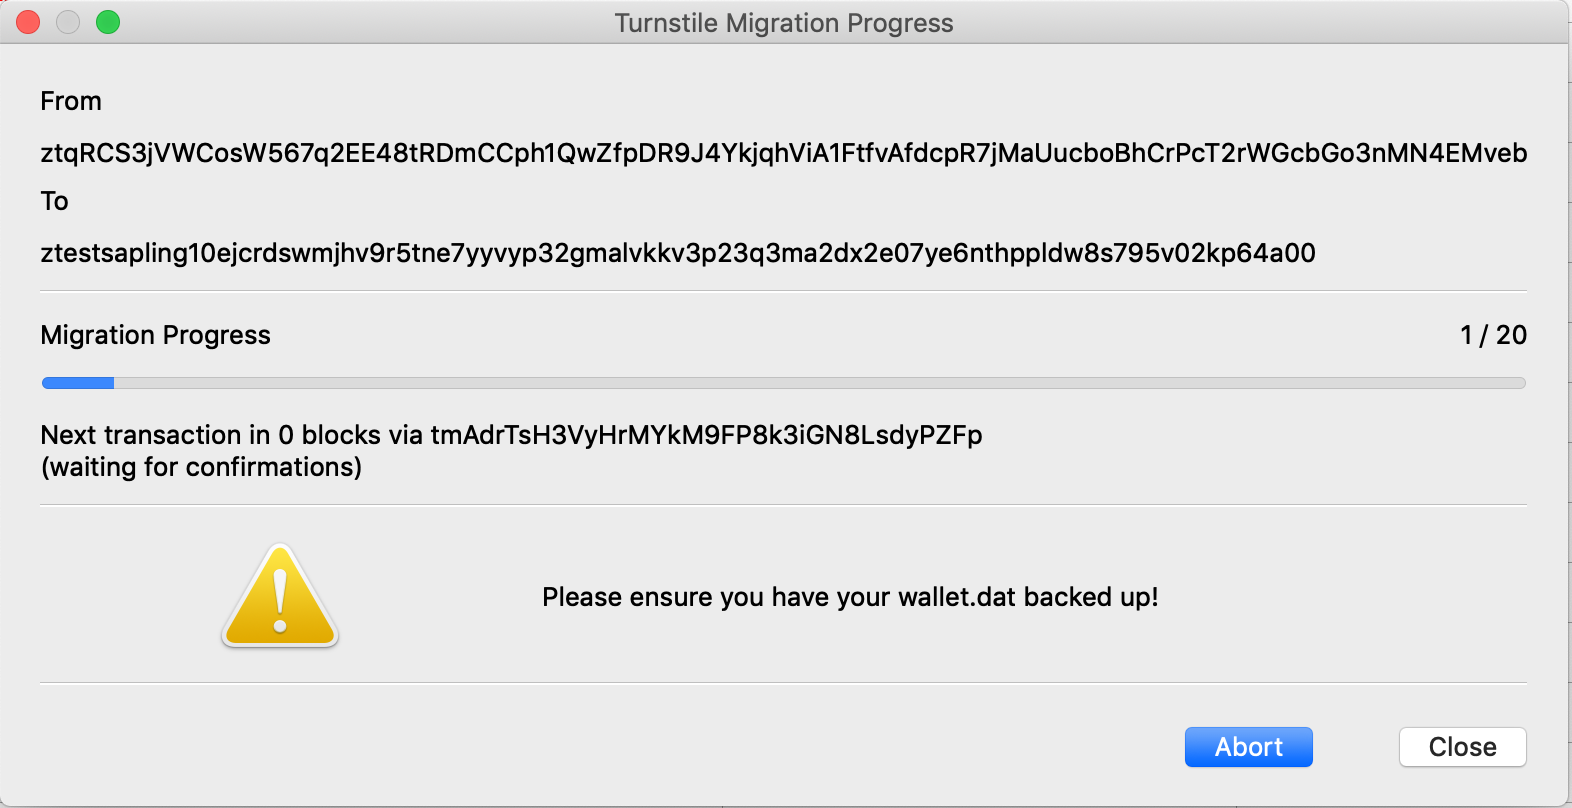 Turnstile Migration Progress
From
ztqRCS3jVWCosW567q2EE48tRDmCCph1QwZfpDR9J4YkjqhViA1FtfvAfdcpR7jMaUucboBhCrPcT2rWGcbGo3nMN4EMveb
To
ztestsapling10ejcrdswmjhv9r5tne7yyvyp32gmalvkkv3p23q3ma2dx2e07ye6nthppldw8s795v02kp64a00
Migration Progress
1 / 20
Next transaction in 0 blocks via tmAdrTsH3VyHrMYkM9FP8k3iGN8LsdyPZFp
(waiting for confirmations)
Please ensure you have your wallet.dat backed up!
Abort
Close